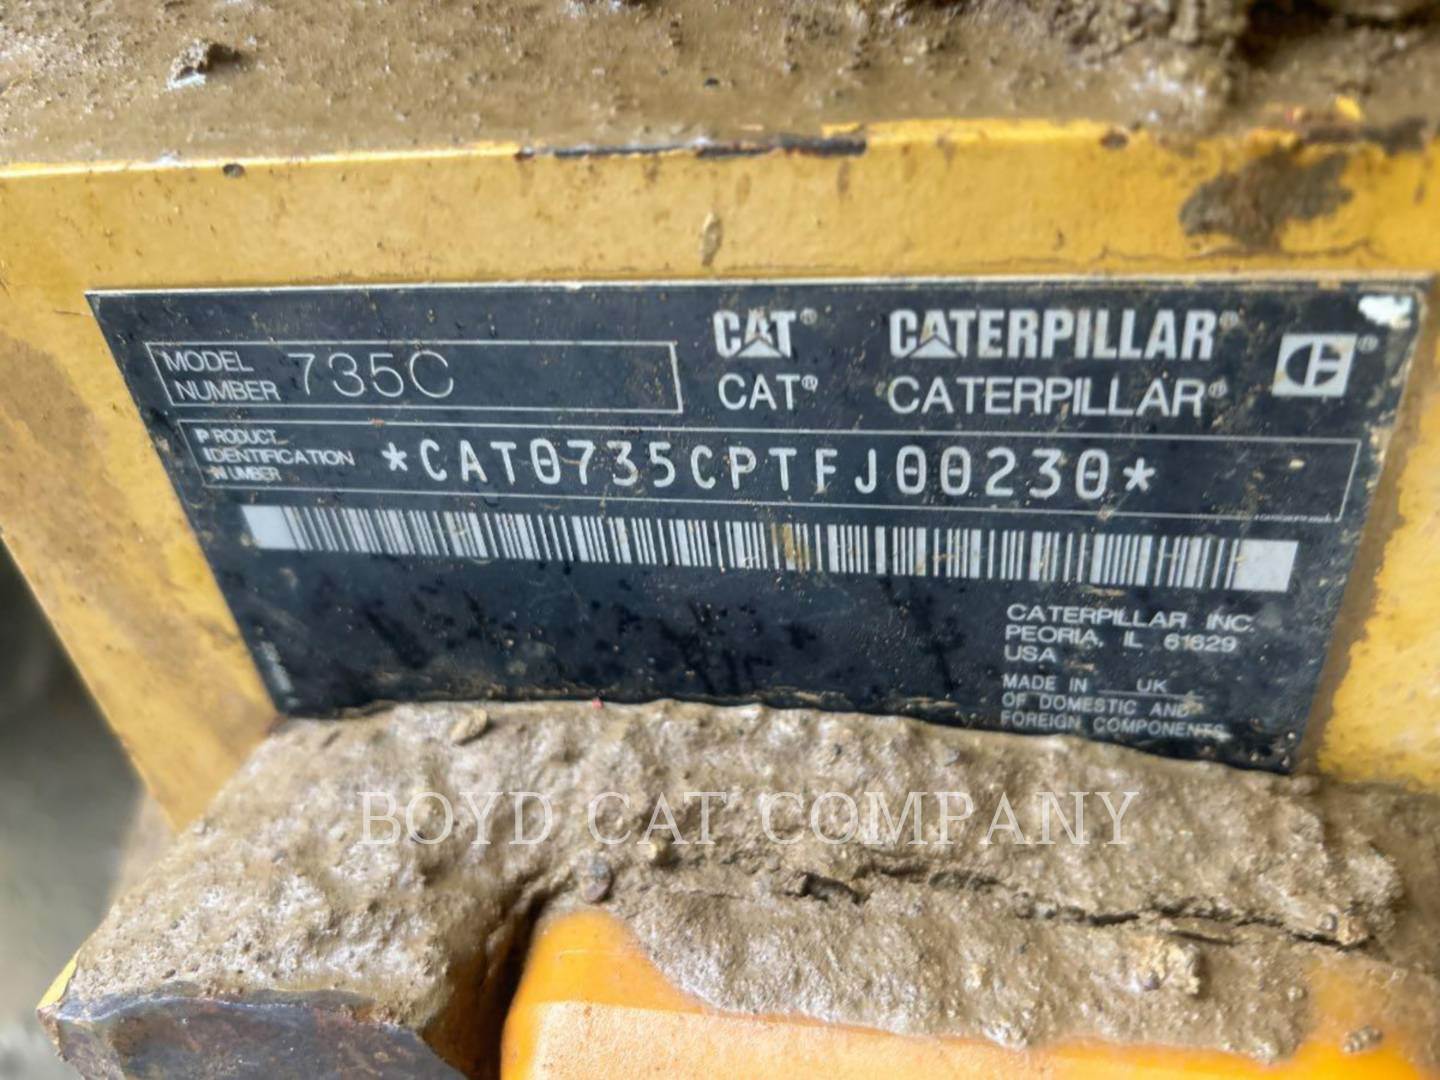 MODEL NUMBER 735C
CAT® CATERPILLAR®
CAT® CATERPILLAR®
PRODUCT IDENTIFICATION NUMBER *CAT0735CPTFJ00230*
CATERPILLAR INC.
PEORIA, IL 61629
USA
MADE IN UK
OF DOMESTIC AND
FOREIGN COMPONENTS
BOYD CAT COMPANY